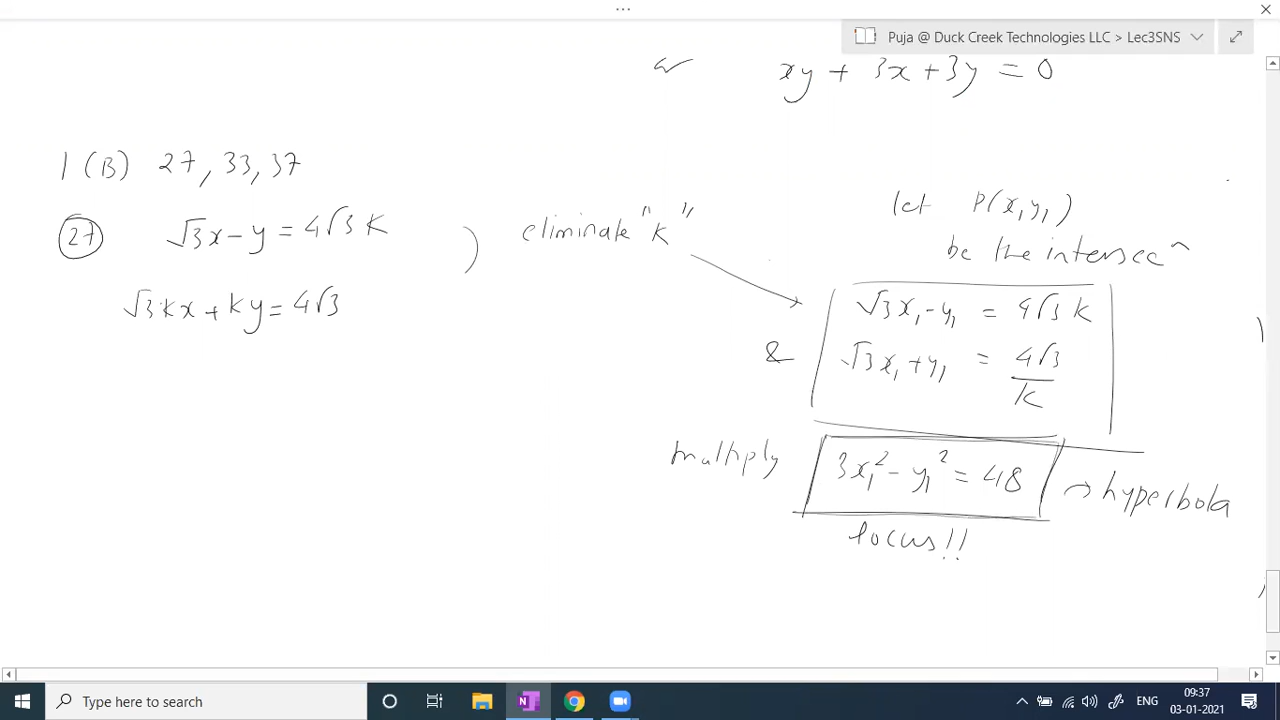 Puja @ Duck Creek Technologies LLC > Lec3SNS
xy + 3x + 3y = 0
1 (B) 27, 33, 37
27 √3x - y = 4√3 k
√3kx + ky = 4√3
eliminate "k"
let P(x₁y₁)
be the intersecⁿ
√3x₁ - y₁ = 4√3 k
& √3x₁ + y₁ = 4√3/k
multiply 3x₁² - y₁² = 48 → hyperbola
locus!!
Type here to search
ENG
09:37
03-01-2021